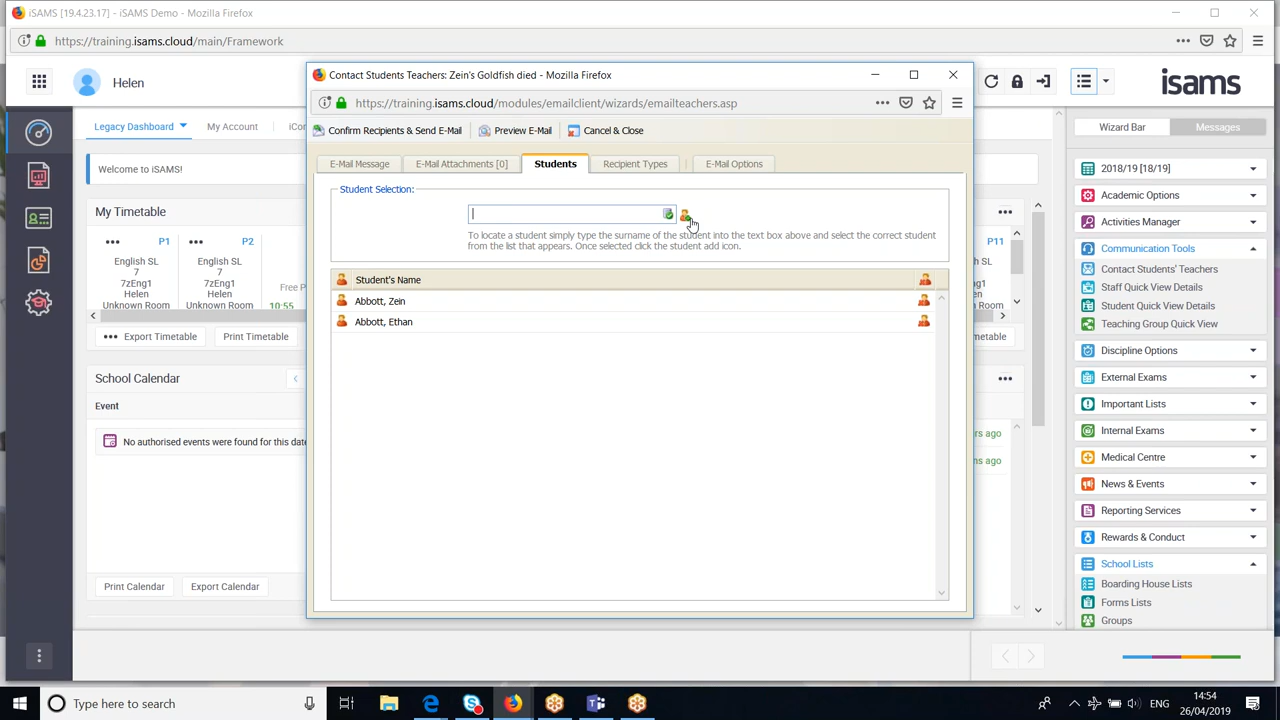 iSAMS [19.4.23.17] - iSAMS Demo - Mozilla Firefox
https://training.isams.cloud/main/Framework
Helen
isams
Legacy Dashboard
My Account
Welcome to iSAMS!
My Timetable
P1
P2
English SL
7
7zEng1
Helen
Unknown Room
English SL
7
7zEng1
Helen
Unknown Room
Free P
10:55
Export Timetable
Print Timetable
School Calendar
Event
No authorised events were found for this date
Print Calendar
Export Calendar
Contact Students Teachers: Zein's Goldfish died - Mozilla Firefox
https://training.isams.cloud/modules/emailclient/wizards/emailteachers.asp
Confirm Recipients & Send E-Mail
Preview E-Mail
Cancel & Close
E-Mail Message
E-Mail Attachments [0]
Students
Recipient Types
E-Mail Options
Student Selection:
To locate a student simply type the surname of the student into the text box above and select the correct student
from the list that appears. Once selected click the student add icon.
Student's Name
Abbott, Zein
Abbott, Ethan
P11
ng1
n
n Room
netable
rs ago
ns ago
Wizard Bar
Messages
2018/19 [18/19]
Academic Options
Activities Manager
Communication Tools
Contact Students' Teachers
Staff Quick View Details
Student Quick View Details
Teaching Group Quick View
Discipline Options
External Exams
Important Lists
Internal Exams
Medical Centre
News & Events
Reporting Services
Rewards & Conduct
School Lists
Boarding House Lists
Forms Lists
Groups
Type here to search
ENG
14:54
26/04/2019